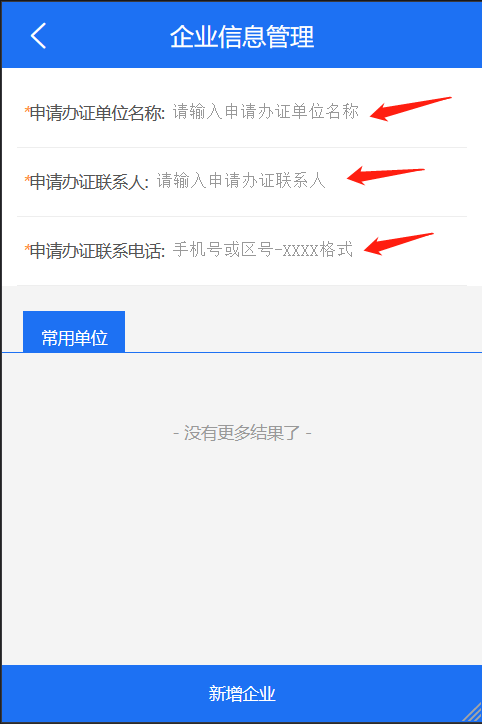 企业信息管理
*申请办证单位名称: 请输入申请办证单位名称
*申请办证联系人: 请输入申请办证联系人
*申请办证联系电话: 手机号或区号-XXXX格式
常用单位
- 没有更多结果了 -
新增企业